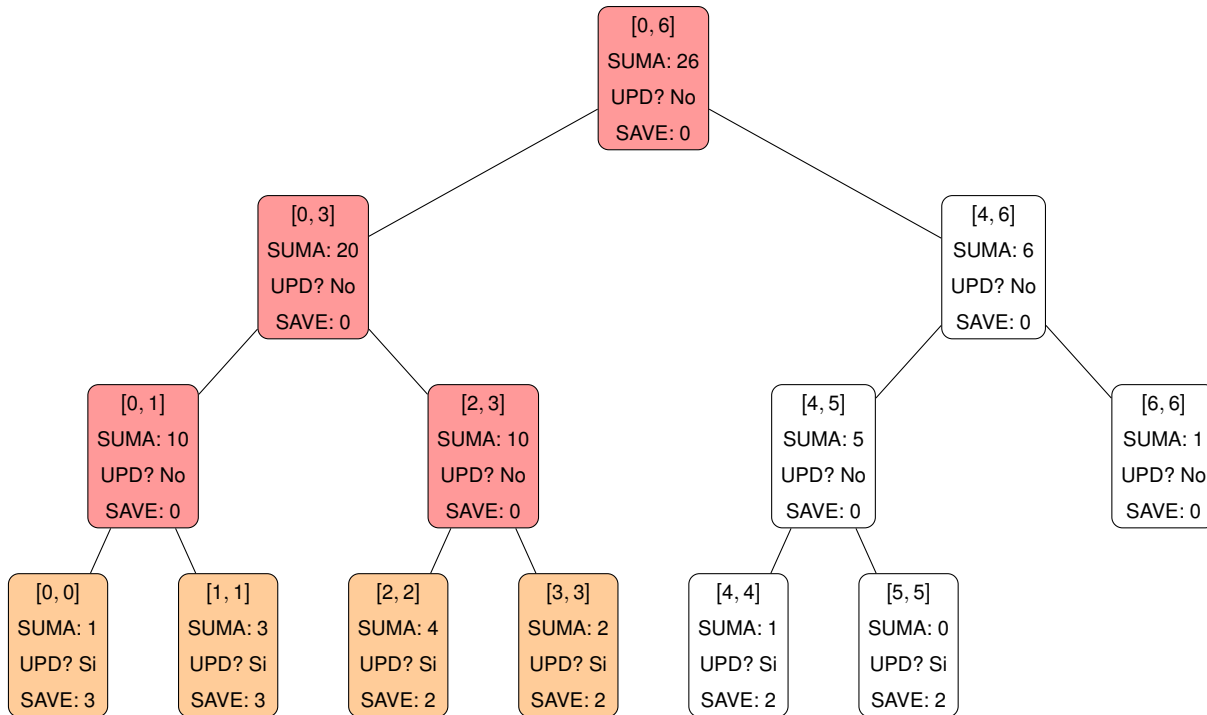 [0, 6]
SUMA: 26
UPD? No
SAVE: 0
[0, 3]
SUMA: 20
UPD? No
SAVE: 0
[4, 6]
SUMA: 6
UPD? No
SAVE: 0
[0, 1]
SUMA: 10
UPD? No
SAVE: 0
[2, 3]
SUMA: 10
UPD? No
SAVE: 0
[4, 5]
SUMA: 5
UPD? No
SAVE: 0
[6, 6]
SUMA: 1
UPD? No
SAVE: 0
[0, 0]
SUMA: 1
UPD? Si
SAVE: 3
[1, 1]
SUMA: 3
UPD? Si
SAVE: 3
[2, 2]
SUMA: 4
UPD? Si
SAVE: 2
[3, 3]
SUMA: 2
UPD? Si
SAVE: 2
[4, 4]
SUMA: 1
UPD? Si
SAVE: 2
[5, 5]
SUMA: 0
UPD? Si
SAVE: 2